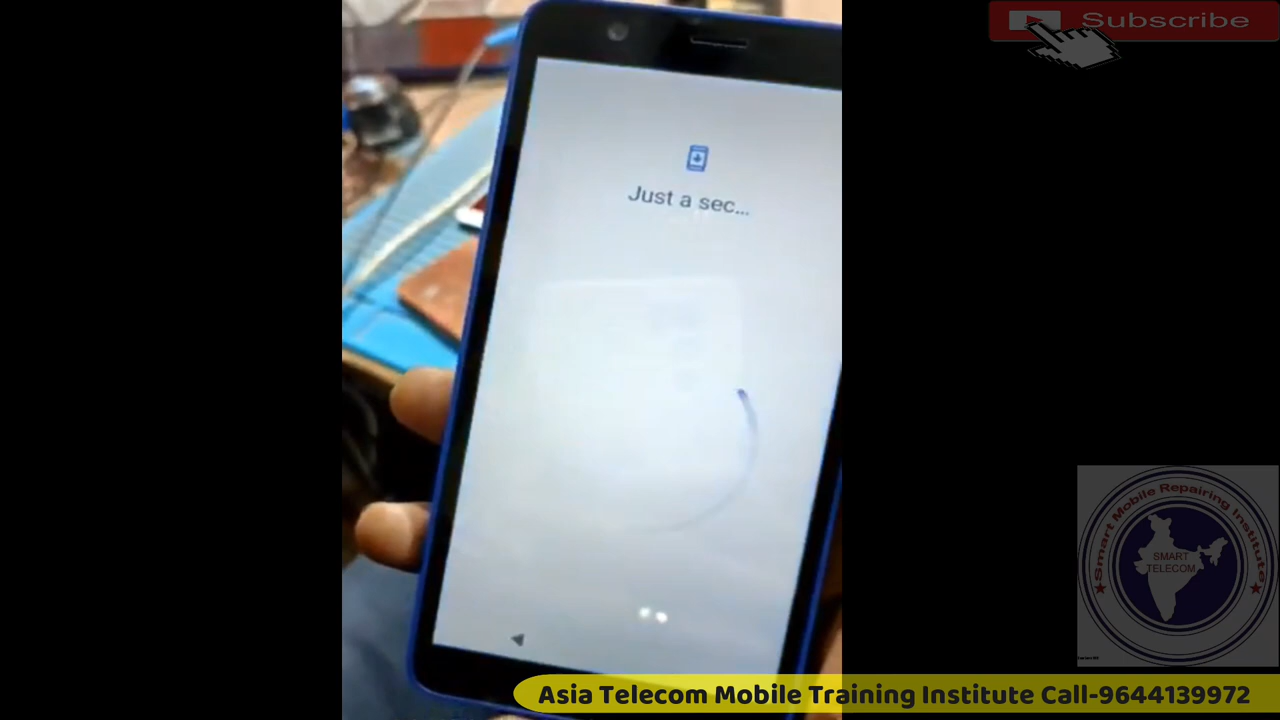 Subscribe
Just a sec...
Smart Mobile Repairing Institute
SMART
TELECOM
Asia Telecom Mobile Training Institute Call-9644139972